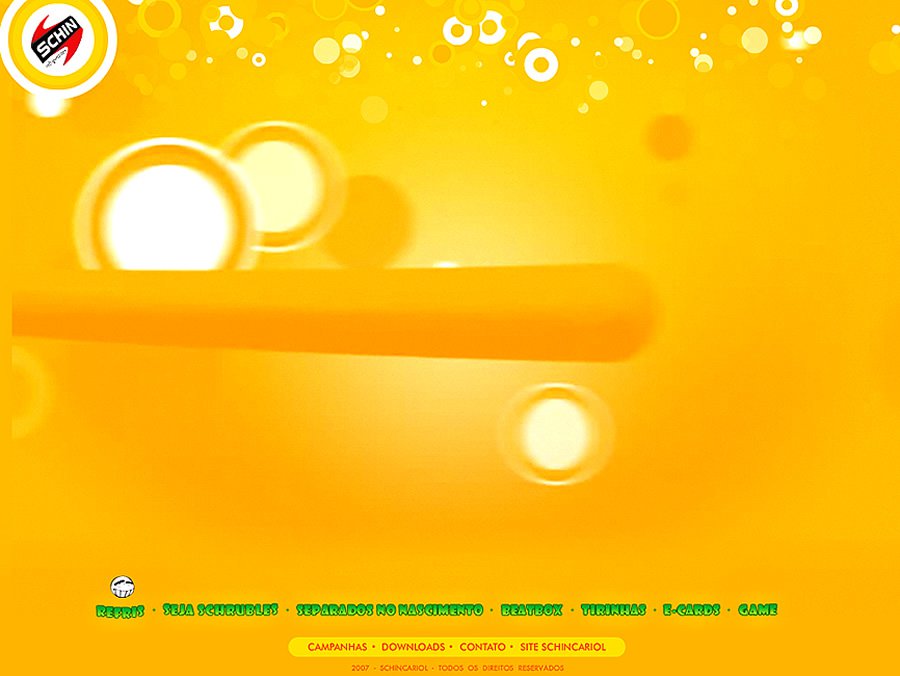 SCHIN
REPRIS · SEJA SCHRUBLES · SEPARADOS NO NASCIMENTO · BEATBOX · TIRINHAS · E-CARDS · GAME
CAMPANHAS · DOWNLOADS · CONTATO · SITE SCHINCARIOL
2007 - SCHINCARIOL - TODOS OS DIREITOS RESERVADOS